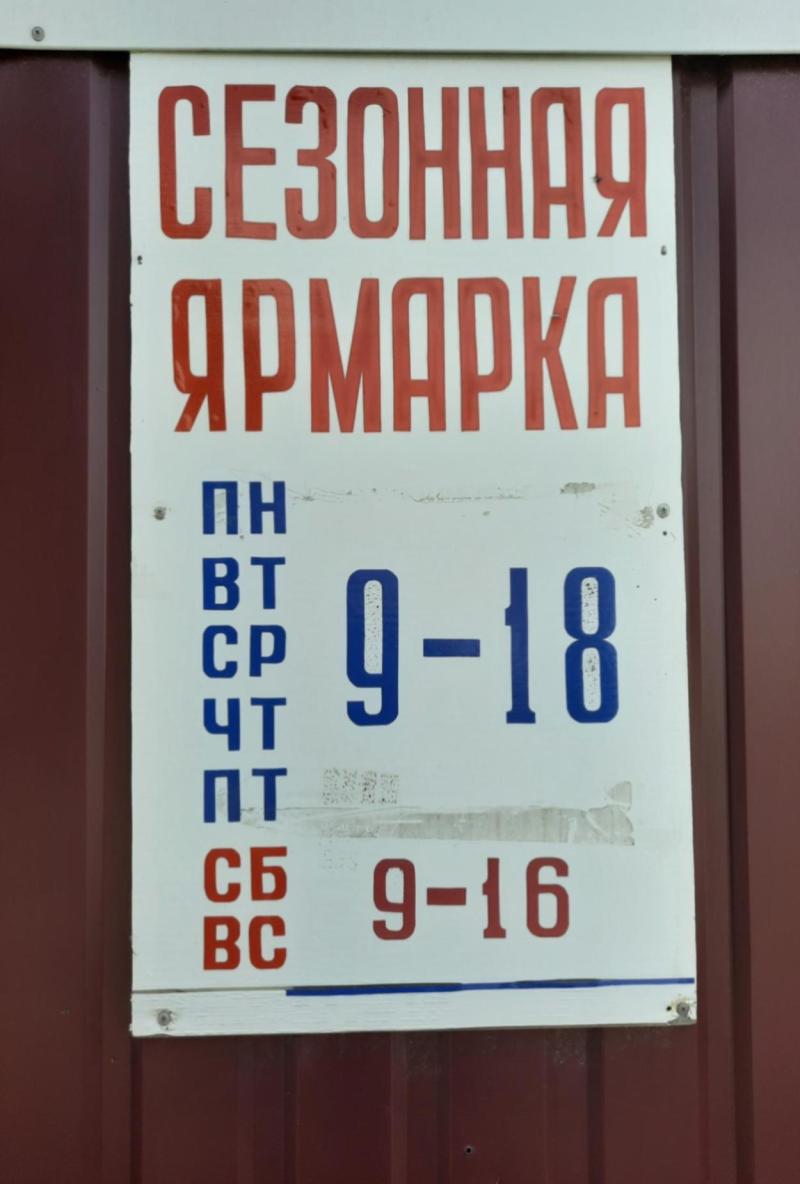 СЕЗОННАЯ
ЯРМАРКА
ПН
ВТ
СР
ЧТ
ПТ
9-18
СБ
ВС
9-16